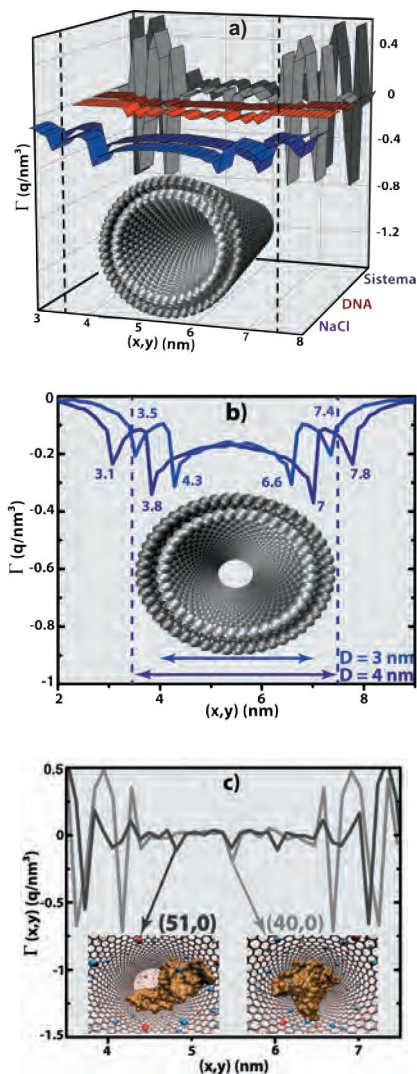 a)
0.4
0
-0.4
-0.8
-1.2
Γ (q/nm³)
Sistema
DNA
NaCl
3
4
5
6
7
8
(x,y) (nm)
b)
0
-0.2
-0.4
-0.6
-0.8
-1
Γ (q/nm³)
3.5
7.4
3.1
4.3
6.6
7.8
3.8
7
D = 3 nm
D = 4 nm
2
4
6
8
(x,y) (nm)
c)
0.5
0
-0.5
-1
-1.5
Γ (x,y) (q/nm³)
(51,0)
(40,0)
4
5
6
7
(x,y) (nm)